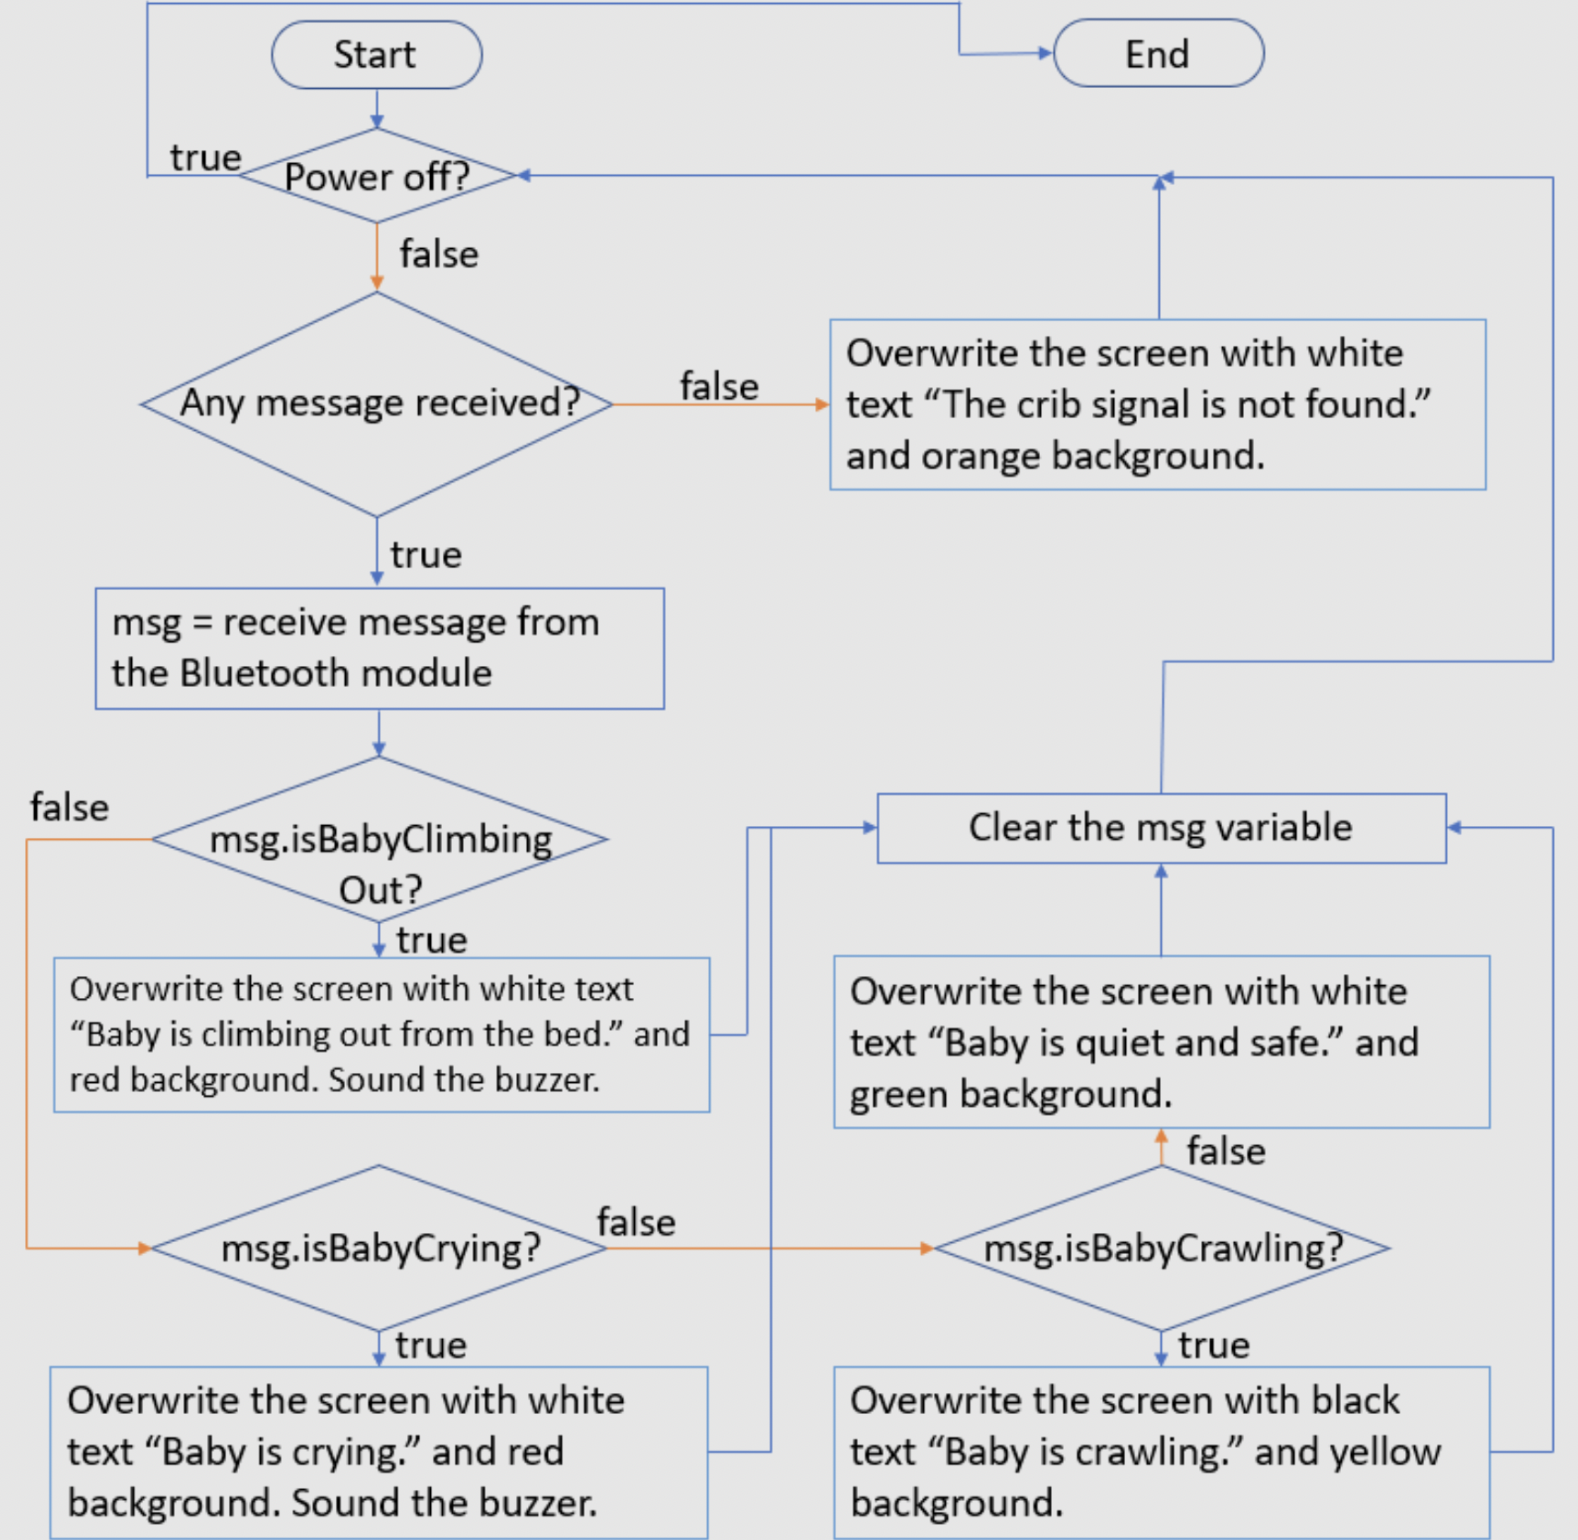 Start
End
true
Power off?
false
Any message received?
false
Overwrite the screen with white
text “The crib signal is not found.”
and orange background.
true
msg = receive message from
the Bluetooth module
false
msg.isBabyClimbing
Out?
true
Clear the msg variable
Overwrite the screen with white text
“Baby is climbing out from the bed.” and
red background. Sound the buzzer.
Overwrite the screen with white
text “Baby is quiet and safe.” and
green background.
false
msg.isBabyCrying?
false
msg.isBabyCrawling?
true
true
Overwrite the screen with white
text “Baby is crying.” and red
background. Sound the buzzer.
Overwrite the screen with black
text “Baby is crawling.” and yellow
background.